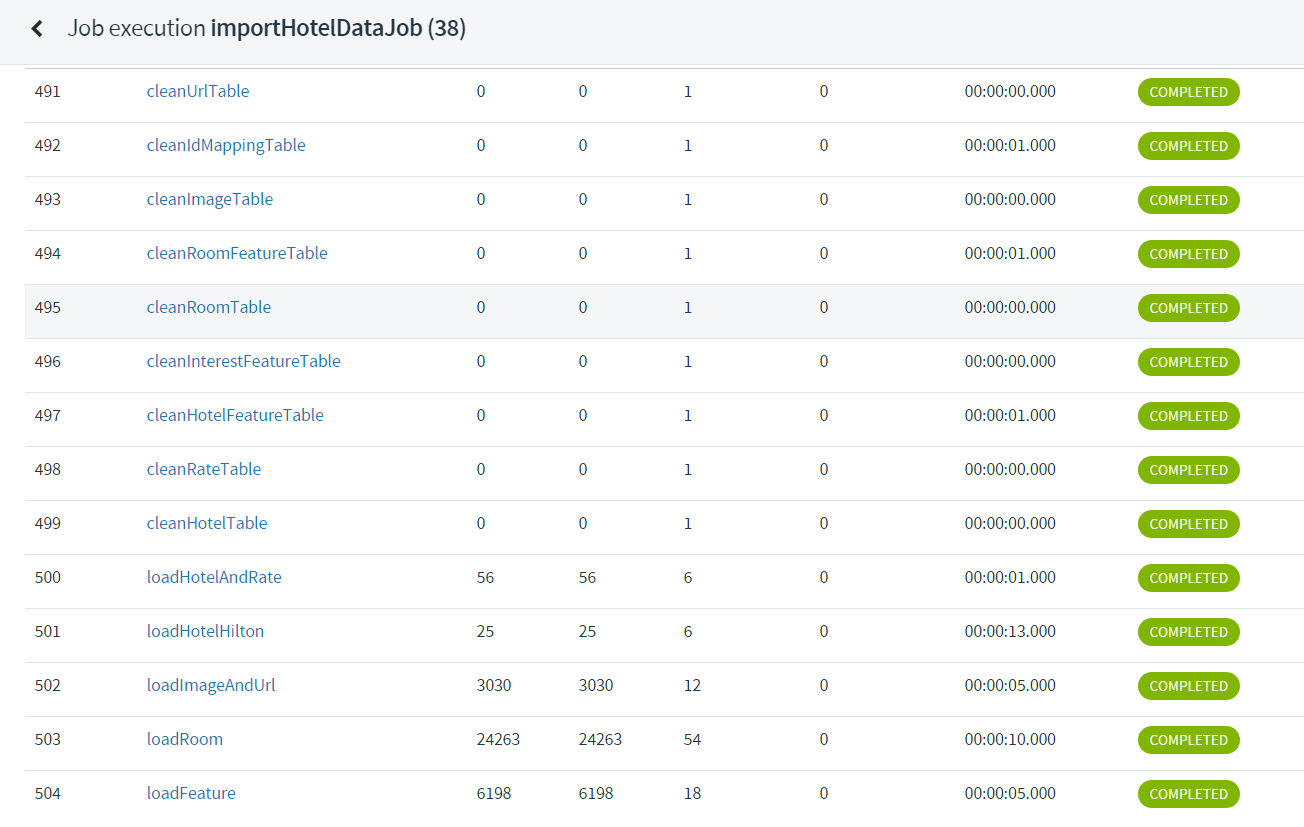 Job execution importHotelDataJob (38)
491 cleanUrlTable 0 0 1 0 00:00:00.000 COMPLETED
492 cleanIdMappingTable 0 0 1 0 00:00:01.000 COMPLETED
493 cleanImageTable 0 0 1 0 00:00:00.000 COMPLETED
494 cleanRoomFeatureTable 0 0 1 0 00:00:01.000 COMPLETED
495 cleanRoomTable 0 0 1 0 00:00:00.000 COMPLETED
496 cleanInterestFeatureTable 0 0 1 0 00:00:00.000 COMPLETED
497 cleanHotelFeatureTable 0 0 1 0 00:00:01.000 COMPLETED
498 cleanRateTable 0 0 1 0 00:00:00.000 COMPLETED
499 cleanHotelTable 0 0 1 0 00:00:00.000 COMPLETED
500 loadHotelAndRate 56 56 6 0 00:00:01.000 COMPLETED
501 loadHotelHilton 25 25 6 0 00:00:13.000 COMPLETED
502 loadImageAndUrl 3030 3030 12 0 00:00:05.000 COMPLETED
503 loadRoom 24263 24263 54 0 00:00:10.000 COMPLETED
504 loadFeature 6198 6198 18 0 00:00:05.000 COMPLETED